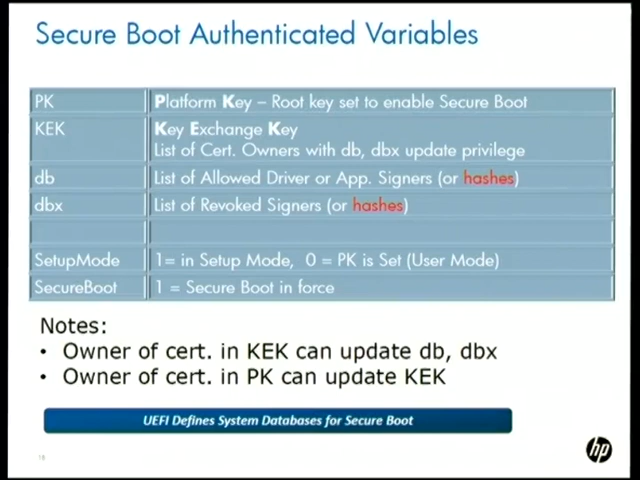 Secure Boot Authenticated Variables
PK Platform Key – Root key set to enable Secure Boot
KEK Key Exchange Key
List of Cert. Owners with db, dbx update privilege
db List of Allowed Driver or App. Signers (or hashes)
dbx List of Revoked Signers (or hashes)
SetupMode 1= in Setup Mode, 0 = PK is Set (User Mode)
SecureBoot 1 = Secure Boot in force
Notes:
• Owner of cert. in KEK can update db, dbx
• Owner of cert. in PK can update KEK
UEFI Defines System Databases for Secure Boot
hp